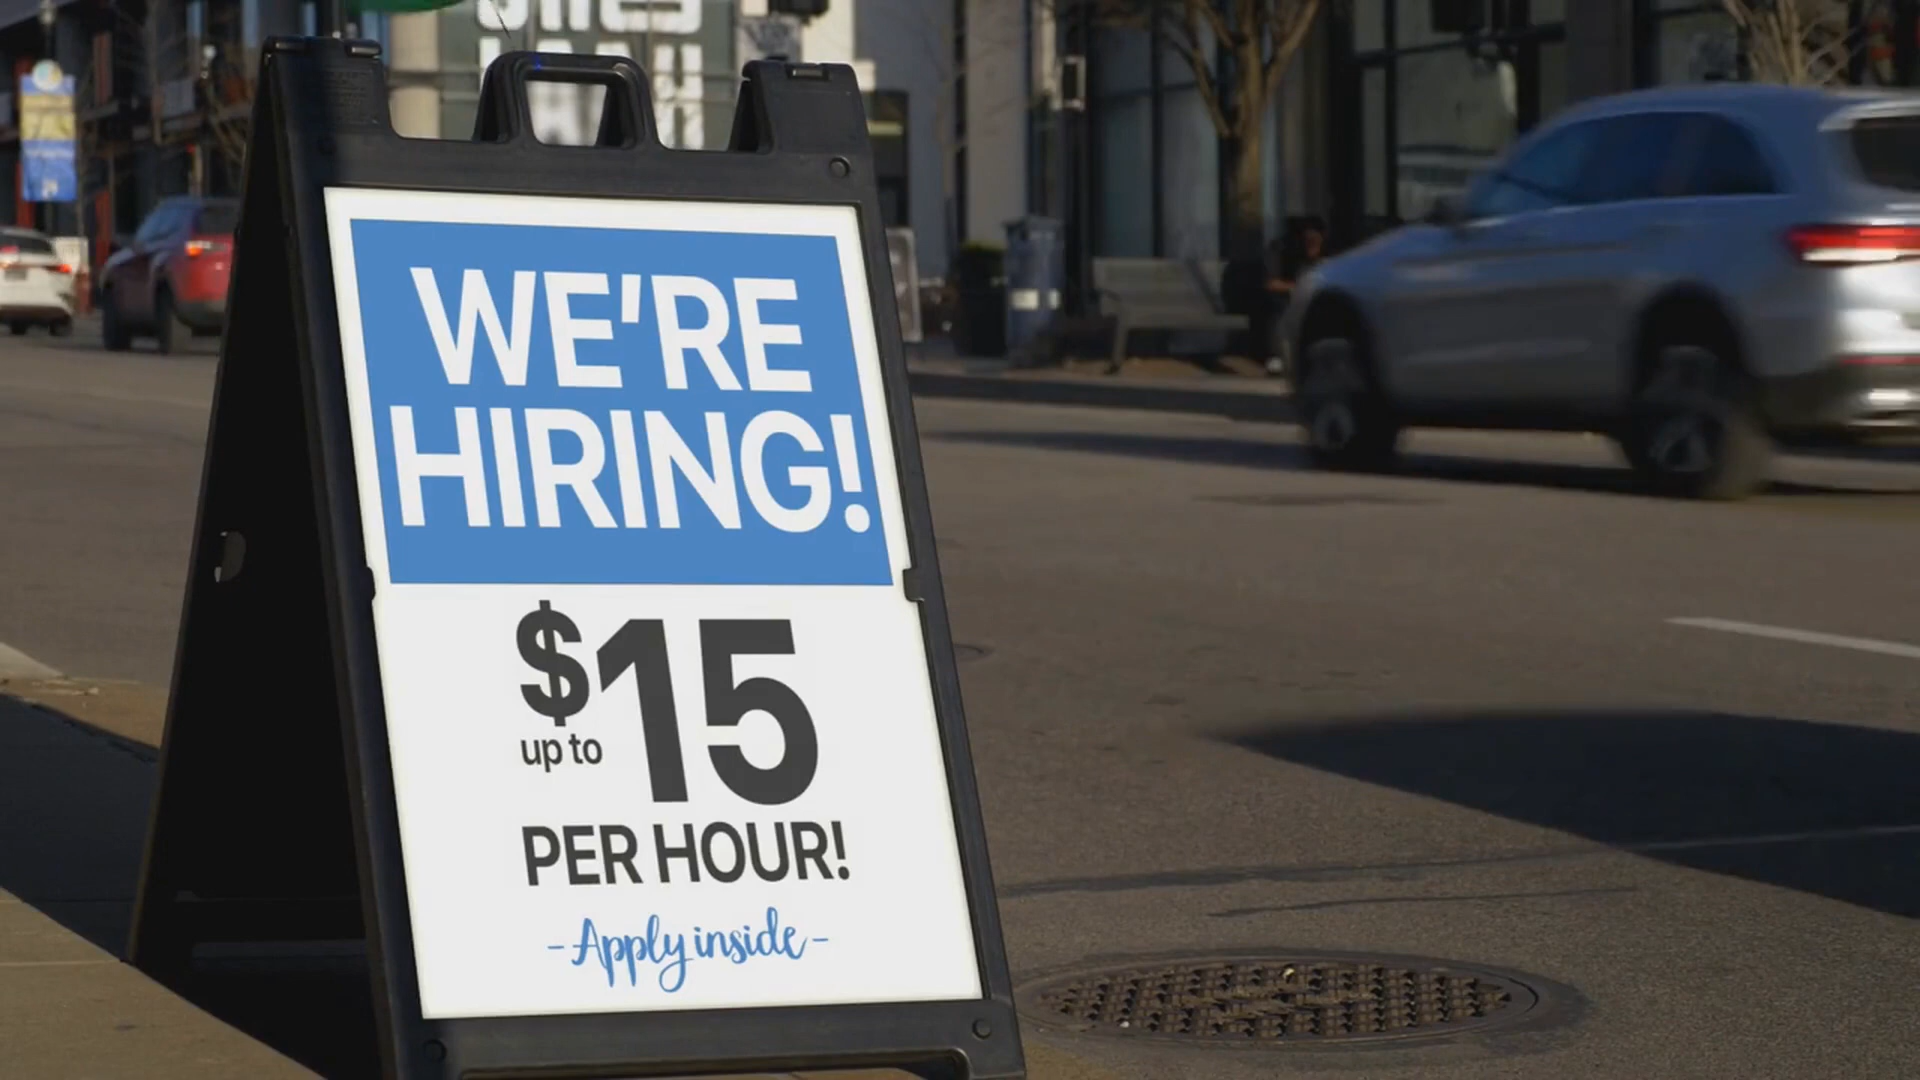 WE'RE
HIRING!
$15
up to
PER HOUR!
-Apply inside-